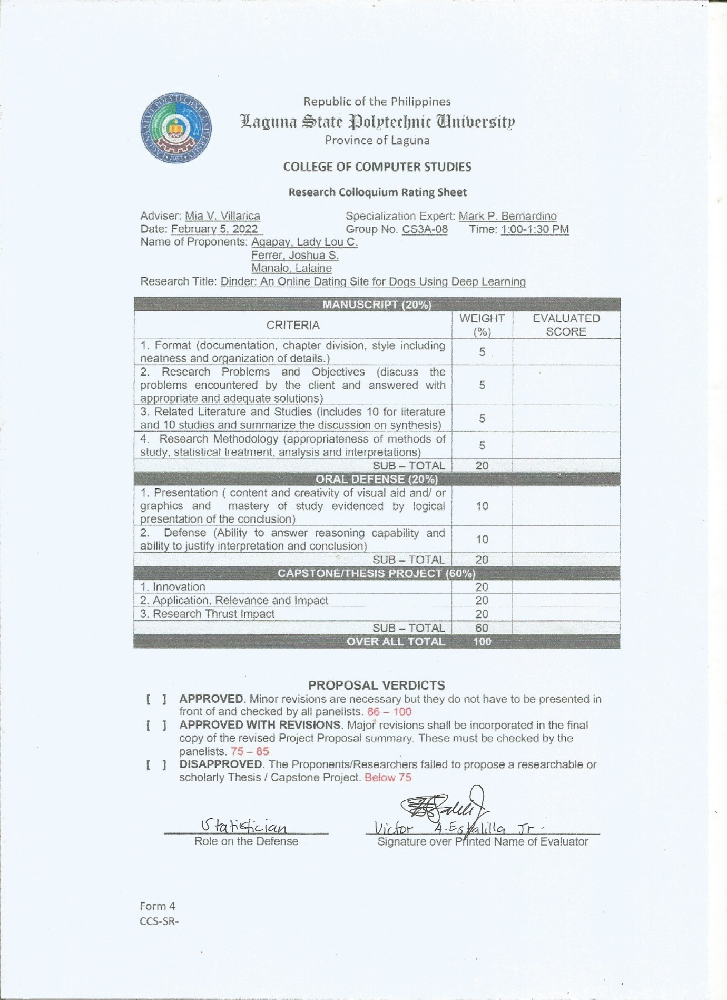 LAGUNA STATE POLYTECHNIC UNIVERSITY
1952
Republic of the Philippines
Laguna State Polytechnic University
Province of Laguna
COLLEGE OF COMPUTER STUDIES
Research Colloquium Rating Sheet
Adviser: Mia V. Villarica Specialization Expert: Mark P. Bernardino
Date: February 5, 2022 Group No. CS3A-08 Time: 1:00-1:30 PM
Name of Proponents: Agapay, Lady Lou C.
Ferrer, Joshua S.
Manalo, Lalaine
Research Title: Dinder: An Online Dating Site for Dogs Using Deep Learning
MANUSCRIPT (20%)
CRITERIA WEIGHT (%) EVALUATED SCORE
1. Format (documentation, chapter division, style including
neatness and organization of details.) 5
2. Research Problems and Objectives (discuss the
problems encountered by the client and answered with 5
appropriate and adequate solutions)
3. Related Literature and Studies (includes 10 for literature
and 10 studies and summarize the discussion on synthesis) 5
4. Research Methodology (appropriateness of methods of
study, statistical treatment, analysis and interpretations) 5
SUB – TOTAL 20
ORAL DEFENSE (20%)
1. Presentation ( content and creativity of visual aid and/ or
graphics and mastery of study evidenced by logical 10
presentation of the conclusion)
2. Defense (Ability to answer reasoning capability and
ability to justify interpretation and conclusion) 10
SUB – TOTAL 20
CAPSTONE/THESIS PROJECT (60%)
1. Innovation 20
2. Application, Relevance and Impact 20
3. Research Thrust Impact 20
SUB – TOTAL 60
OVER ALL TOTAL 100
PROPOSAL VERDICTS
[ ] APPROVED. Minor revisions are necessary but they do not have to be presented in
front of and checked by all panelists. 86 – 100
[ ] APPROVED WITH REVISIONS. Major revisions shall be incorporated in the final
copy of the revised Project Proposal summary. These must be checked by the
panelists. 75 – 85
[ ] DISAPPROVED. The Proponents/Researchers failed to propose a researchable or
scholarly Thesis / Capstone Project. Below 75
Statistician Victor A. Estalilla Jr.
Role on the Defense Signature over Printed Name of Evaluator
Form 4
CCS-SR-